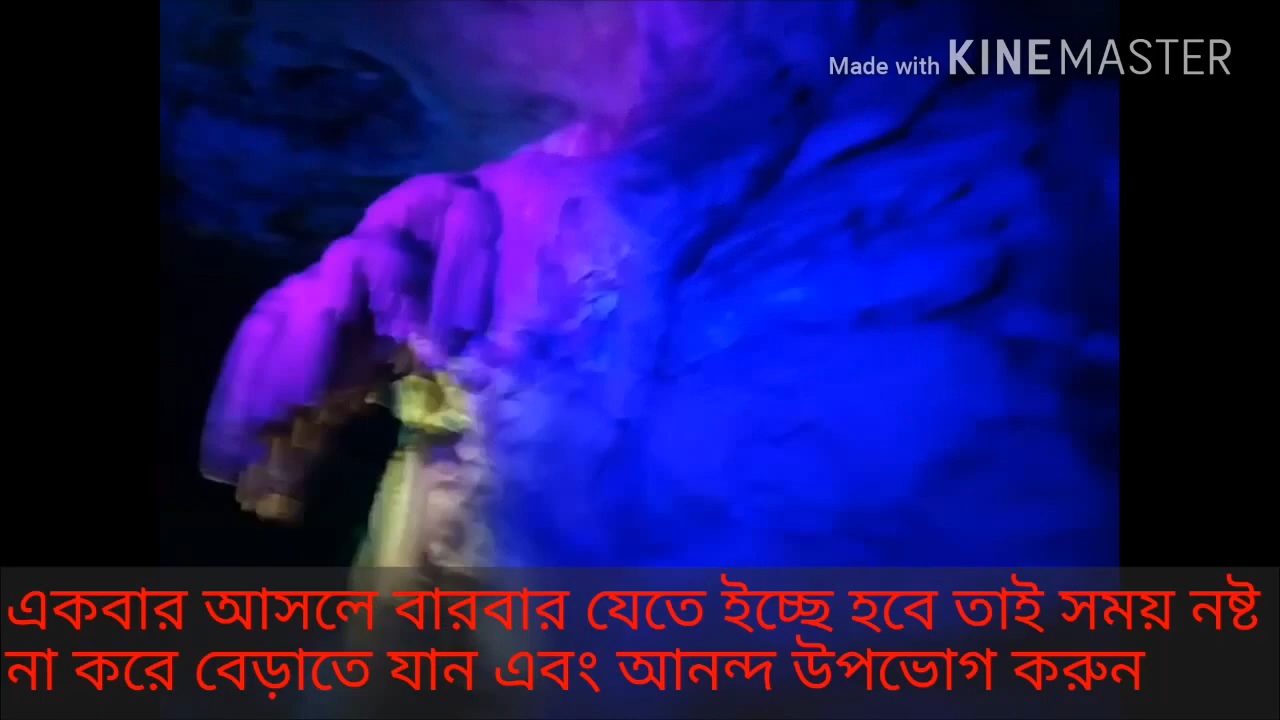 Made with KINEMASTER
একবার আসলে বারবার যেতে ইচ্ছে হবে তাই সময় নষ্ট
না করে বেড়াতে যান এবং আনন্দ উপভোগ করুন